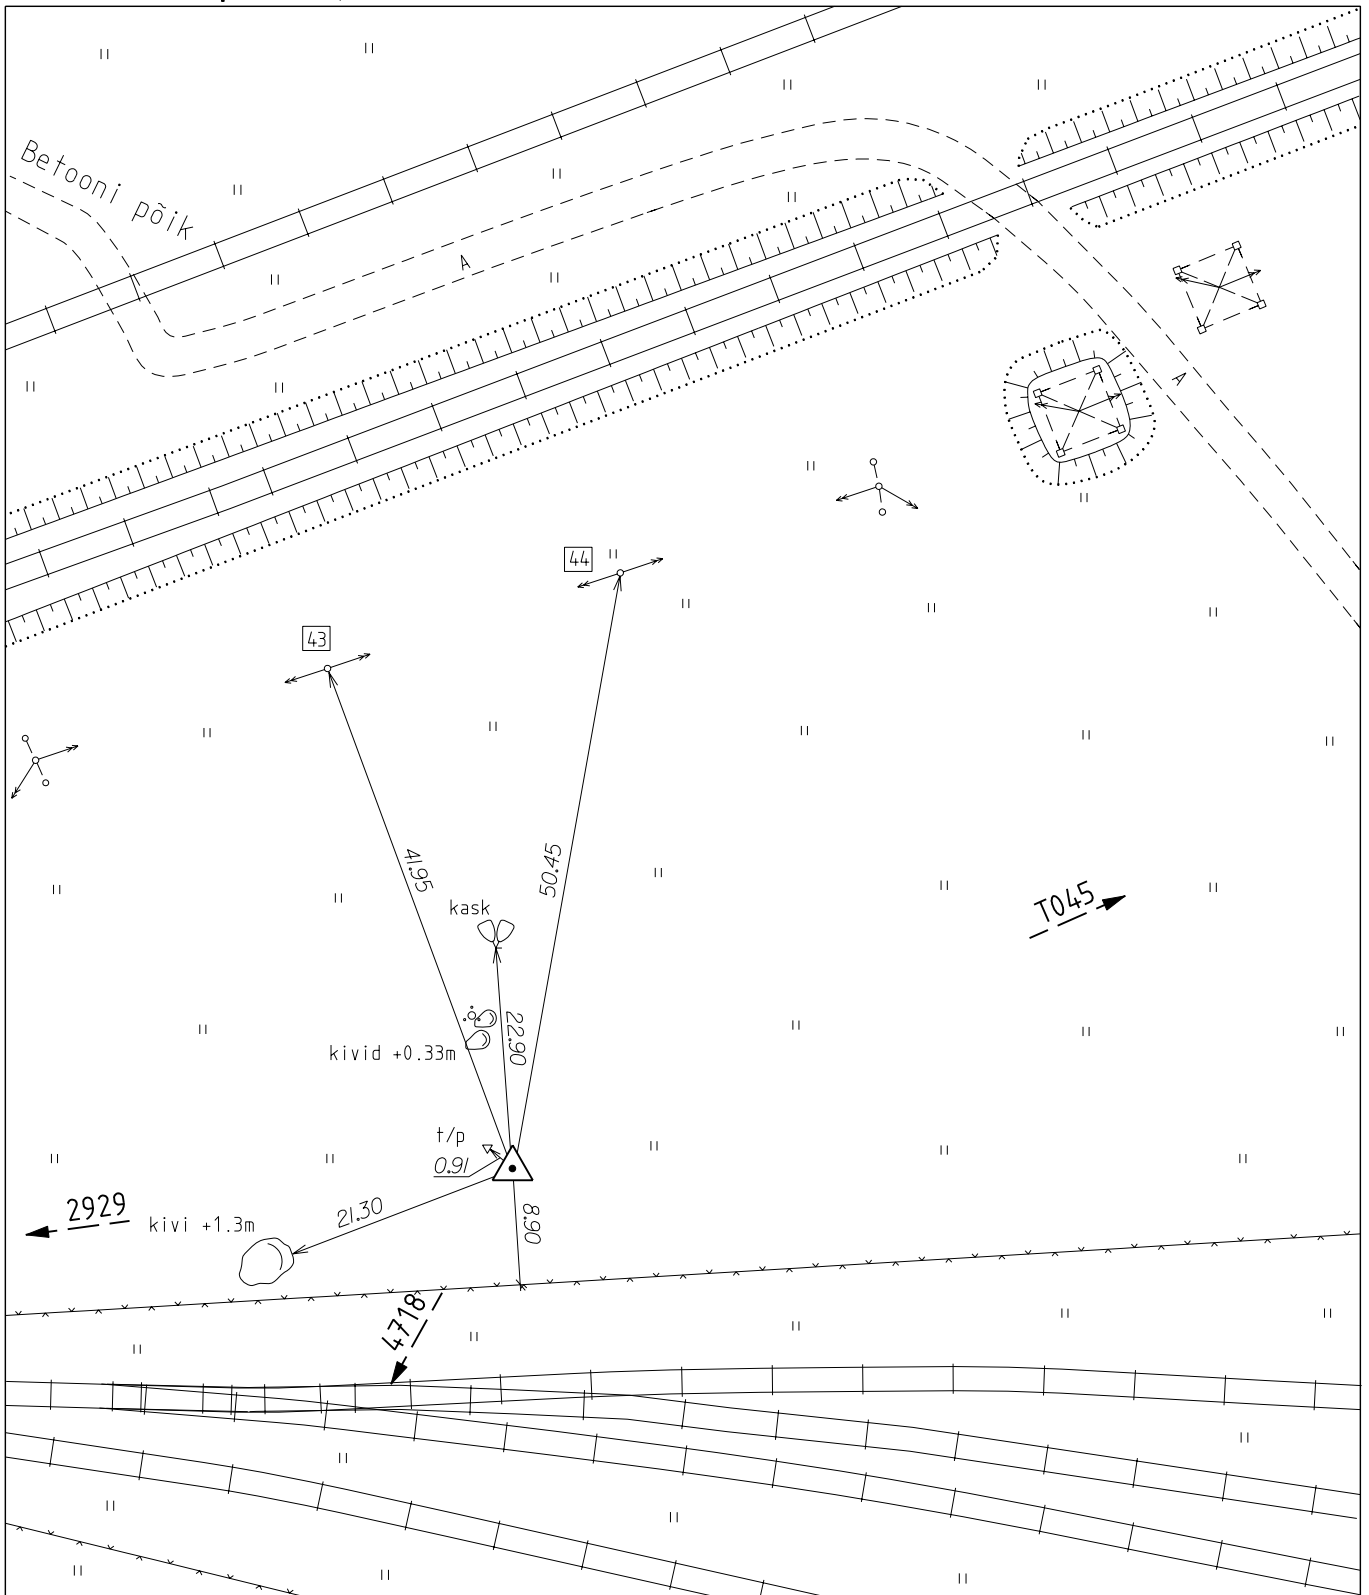 Betooni põik
A
A
44
43
41.95
50.45
kask
T045
22.90
kivid +0.33m
t/p
0.91
2929
kivi +1.3m
21.30
8.90
4718